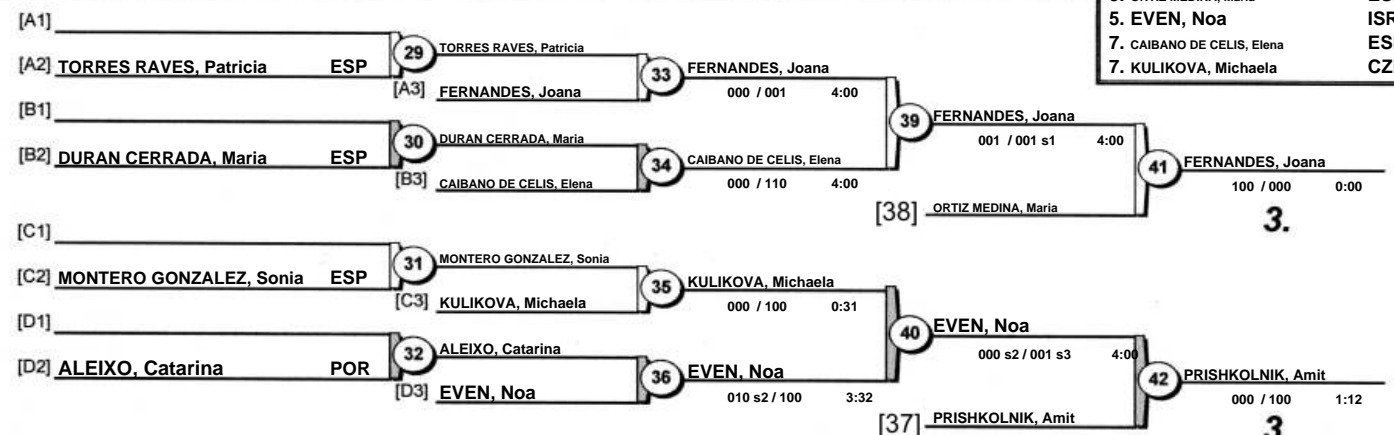 5. EVEN, Noa ISR
7. CAIBANO DE CELIS, Elena
7. KULIKOVA, Michaela
[A1]
[A2] TORRES RAVES, Patricia ESP
29
TORRES RAVES, Patricia
[A3] FERNANDES, Joana
33
FERNANDES, Joana
000 / 001 4:00
[B1]
[B2] DURAN CERRADA, Maria ESP
30
DURAN CERRADA, Maria
[B3] CAIBANO DE CELIS, Elena
34
CAIBANO DE CELIS, Elena
000 / 110 4:00
39
FERNANDES, Joana
001 / 001 s1 4:00
[38] ORTIZ MEDINA, Maria
41
FERNANDES, Joana
100 / 000 0:00
3.
[C1]
[C2] MONTERO GONZALEZ, Sonia ESP
31
MONTERO GONZALEZ, Sonia
[C3] KULIKOVA, Michaela
35
KULIKOVA, Michaela
000 / 100 0:31
[D1]
[D2] ALEIXO, Catarina POR
32
ALEIXO, Catarina
[D3] EVEN, Noa
36
EVEN, Noa
010 s2 / 100 3:32
40
EVEN, Noa
000 s2 / 001 s3 4:00
[37] PRISHKOLNIK, Amit
42
PRISHKOLNIK, Amit
000 / 100 1:12
3